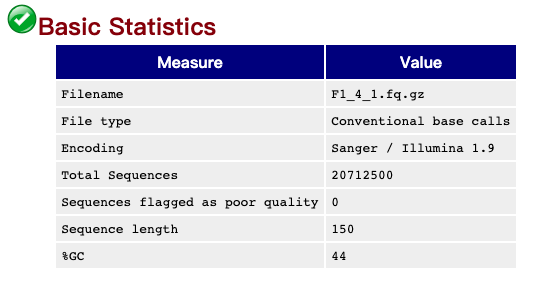 Basic Statistics
Measure Value
Filename F1_4_1.fq.gz
File type Conventional base calls
Encoding Sanger / Illumina 1.9
Total Sequences 20712500
Sequences flagged as poor quality 0
Sequence length 150
%GC 44